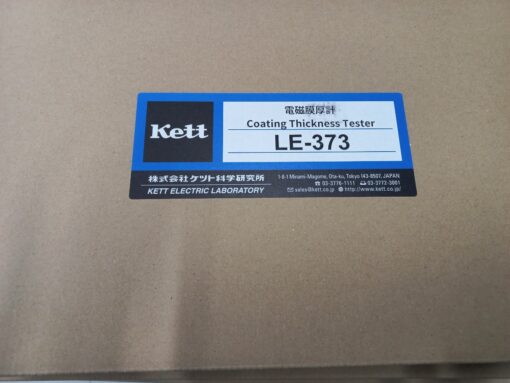 Kett
電磁膜厚計
Coating Thickness Tester
LE-373
株式会社ケツト科学研究所
KETT ELECTRIC LABORATORY
1-8-1 Minami-Magome, Ota-ku, Tokyo 143-8507, JAPAN
☎ 03-3776-1111 03-3772-3001
✉ sales@kett.co.jp http://www.kett.co.jp/